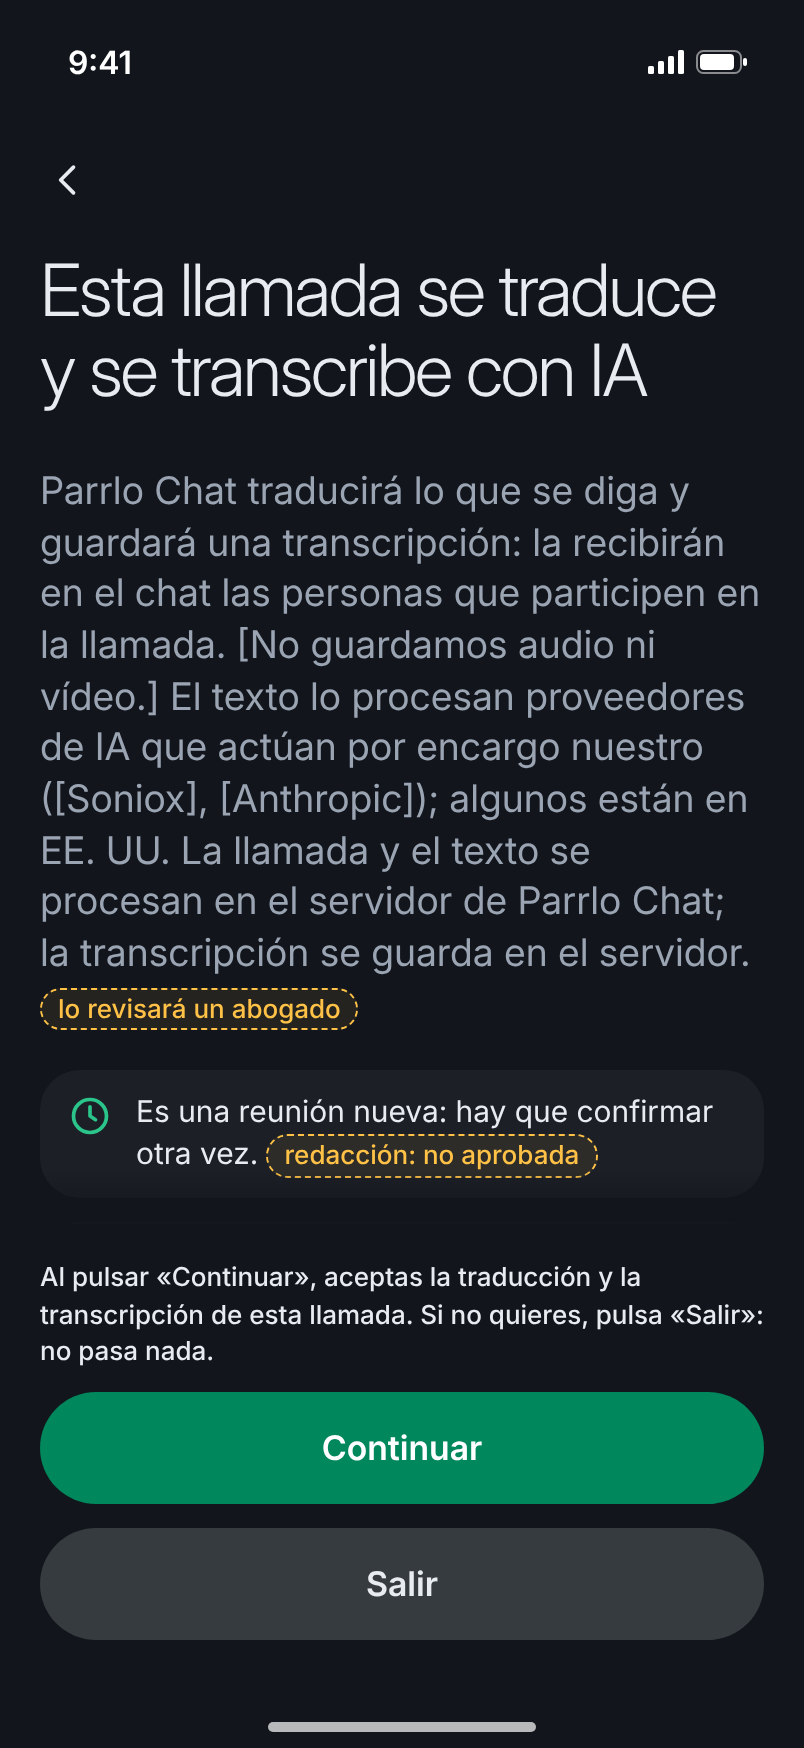 9:41
Esta llamada se traduce
y se transcribe con IA
Parrlo Chat traducirá lo que se diga y
guardará una transcripción: la recibirán
en el chat las personas que participen en
la llamada. [No guardamos audio ni
vídeo.] El texto lo procesan proveedores
de IA que actúan por encargo nuestro
([Soniox], [Anthropic]); algunos están en
EE. UU. La llamada y el texto se
procesan en el servidor de Parrlo Chat;
la transcripción se guarda en el servidor.
lo revisará un abogado
Es una reunión nueva: hay que confirmar
otra vez. redacción: no aprobada
Al pulsar «Continuar», aceptas la traducción y la
transcripción de esta llamada. Si no quieres, pulsa «Salir»:
no pasa nada.
Continuar
Salir